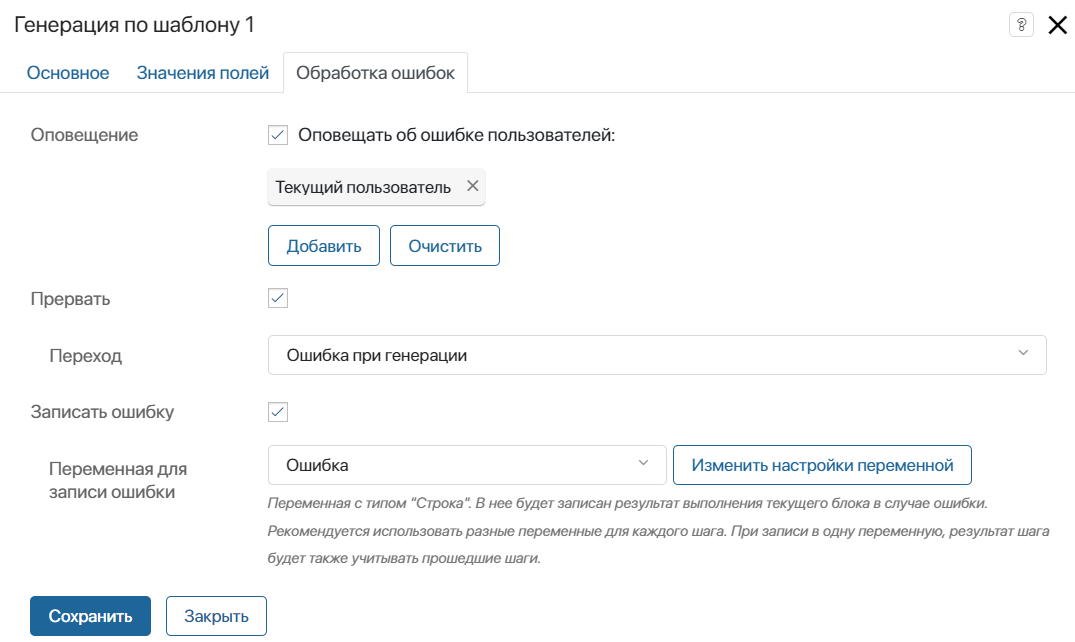 Генерация по шаблону 1
?
Основное Значения полей Обработка ошибок
Оповещение
Оповещать об ошибке пользователей:
Текущий пользователь
Добавить Очистить
Прервать
Переход
Ошибка при генерации
Записать ошибку
Переменная для
записи ошибки
Ошибка
Изменить настройки переменной
Переменная с типом "Строка". В нее будет записан результат выполнения текущего блока в случае ошибки.
Рекомендуется использовать разные переменные для каждого шага. При записи в одну переменную, результат шага
будет также учитывать прошедшие шаги.
Сохранить Закрыть